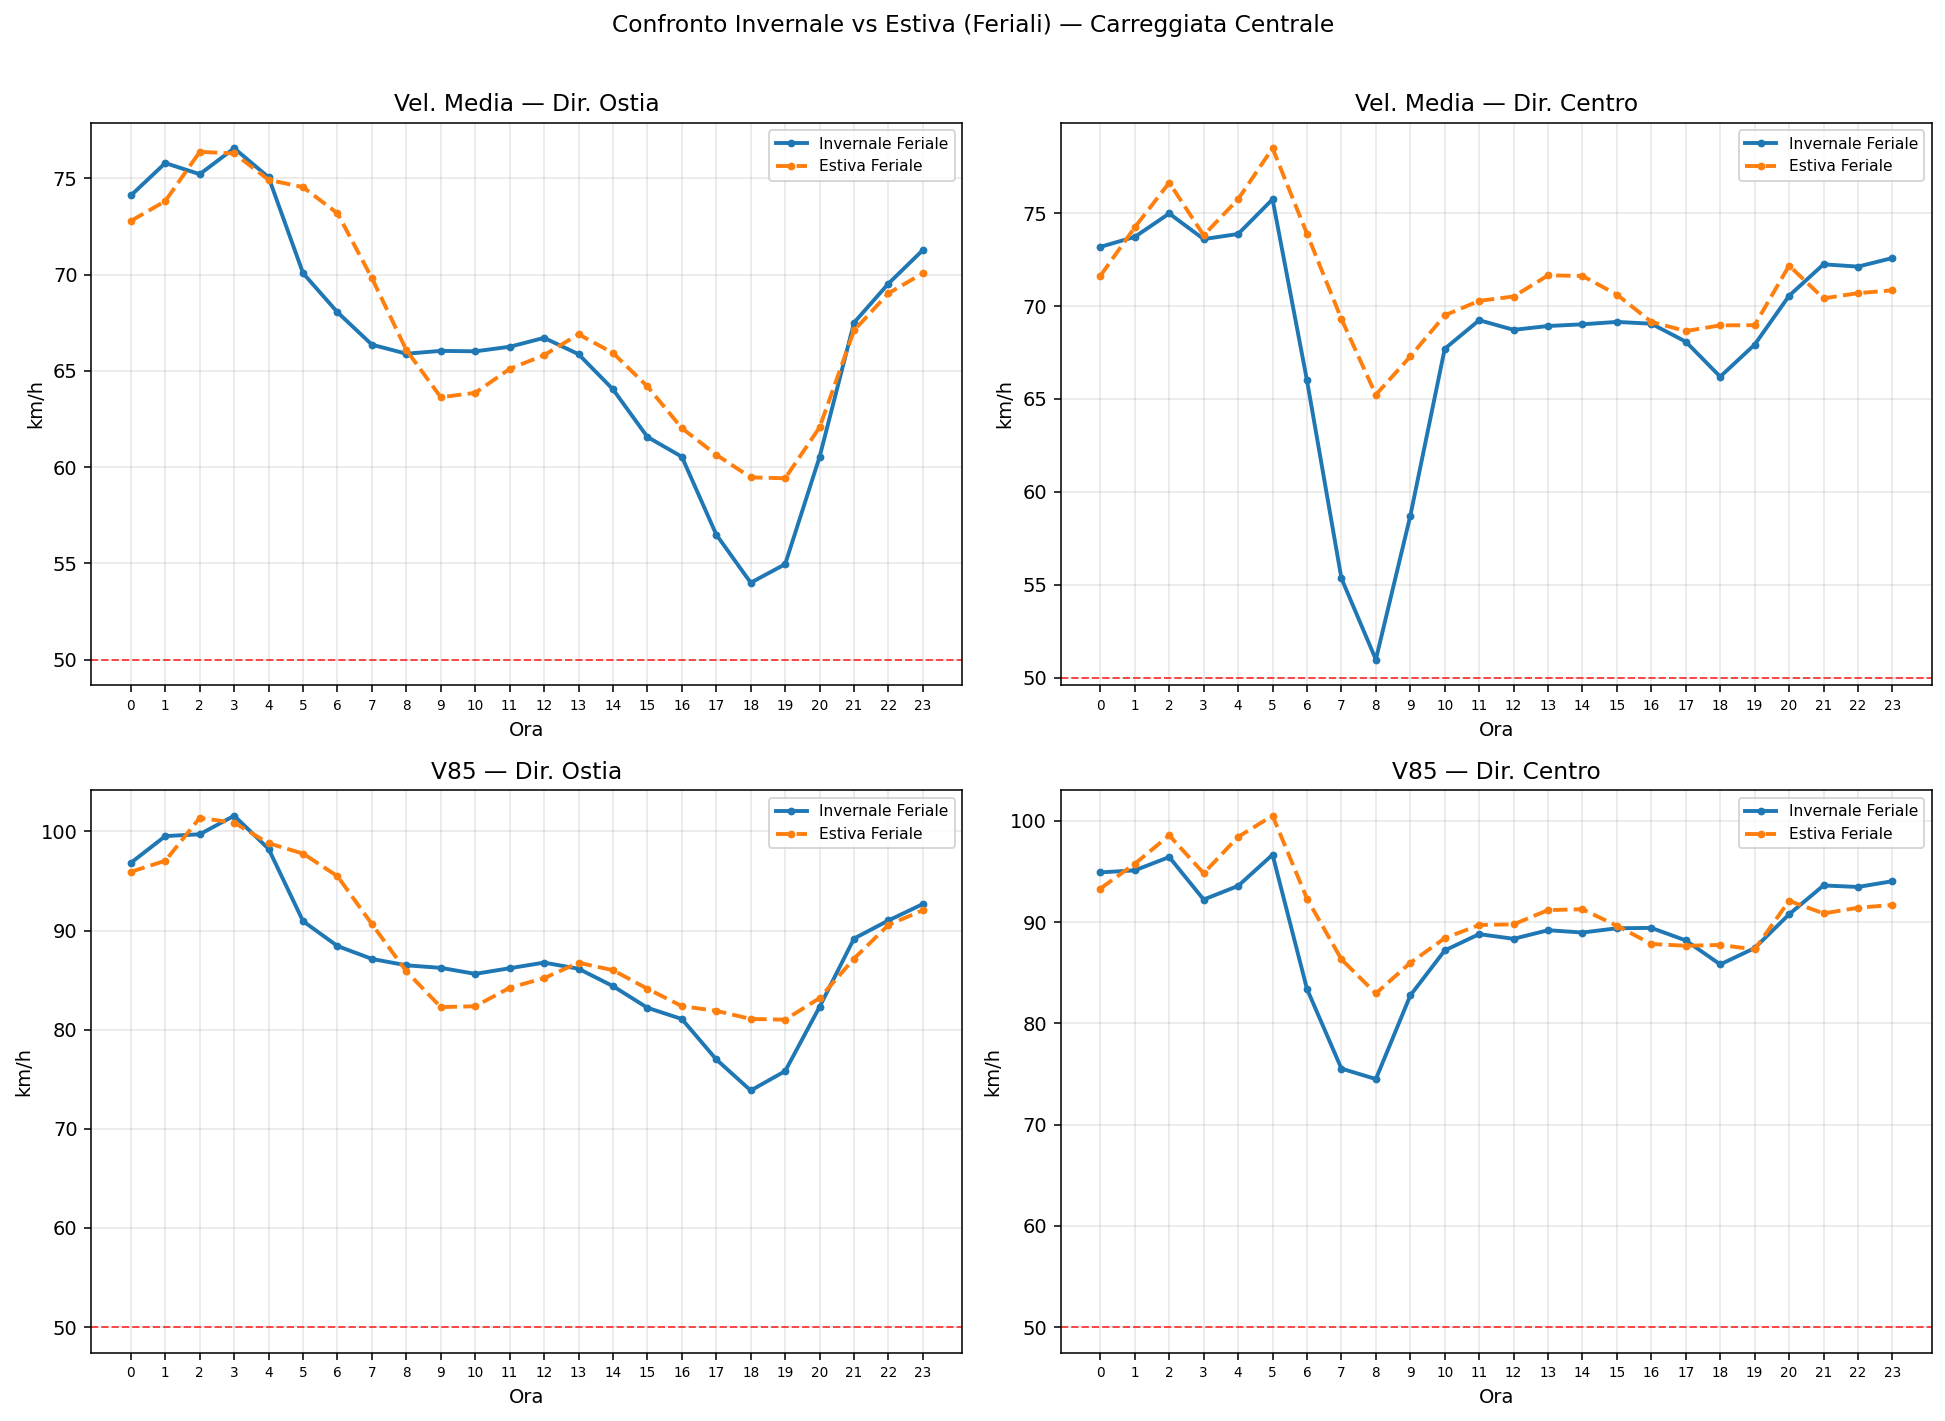 Confronto Invernale vs Estiva (Feriali) — Carreggiata Centrale
Vel. Media — Dir. Ostia
km/h
75
70
65
60
55
50
Invernale Feriale
Estiva Feriale
0 1 2 3 4 5 6 7 8 9 10 11 12 13 14 15 16 17 18 19 20 21 22 23
Ora
Vel. Media — Dir. Centro
km/h
75
70
65
60
55
50
Invernale Feriale
Estiva Feriale
0 1 2 3 4 5 6 7 8 9 10 11 12 13 14 15 16 17 18 19 20 21 22 23
Ora
V85 — Dir. Ostia
km/h
100
90
80
70
60
50
Invernale Feriale
Estiva Feriale
0 1 2 3 4 5 6 7 8 9 10 11 12 13 14 15 16 17 18 19 20 21 22 23
Ora
V85 — Dir. Centro
km/h
100
90
80
70
60
50
Invernale Feriale
Estiva Feriale
0 1 2 3 4 5 6 7 8 9 10 11 12 13 14 15 16 17 18 19 20 21 22 23
Ora